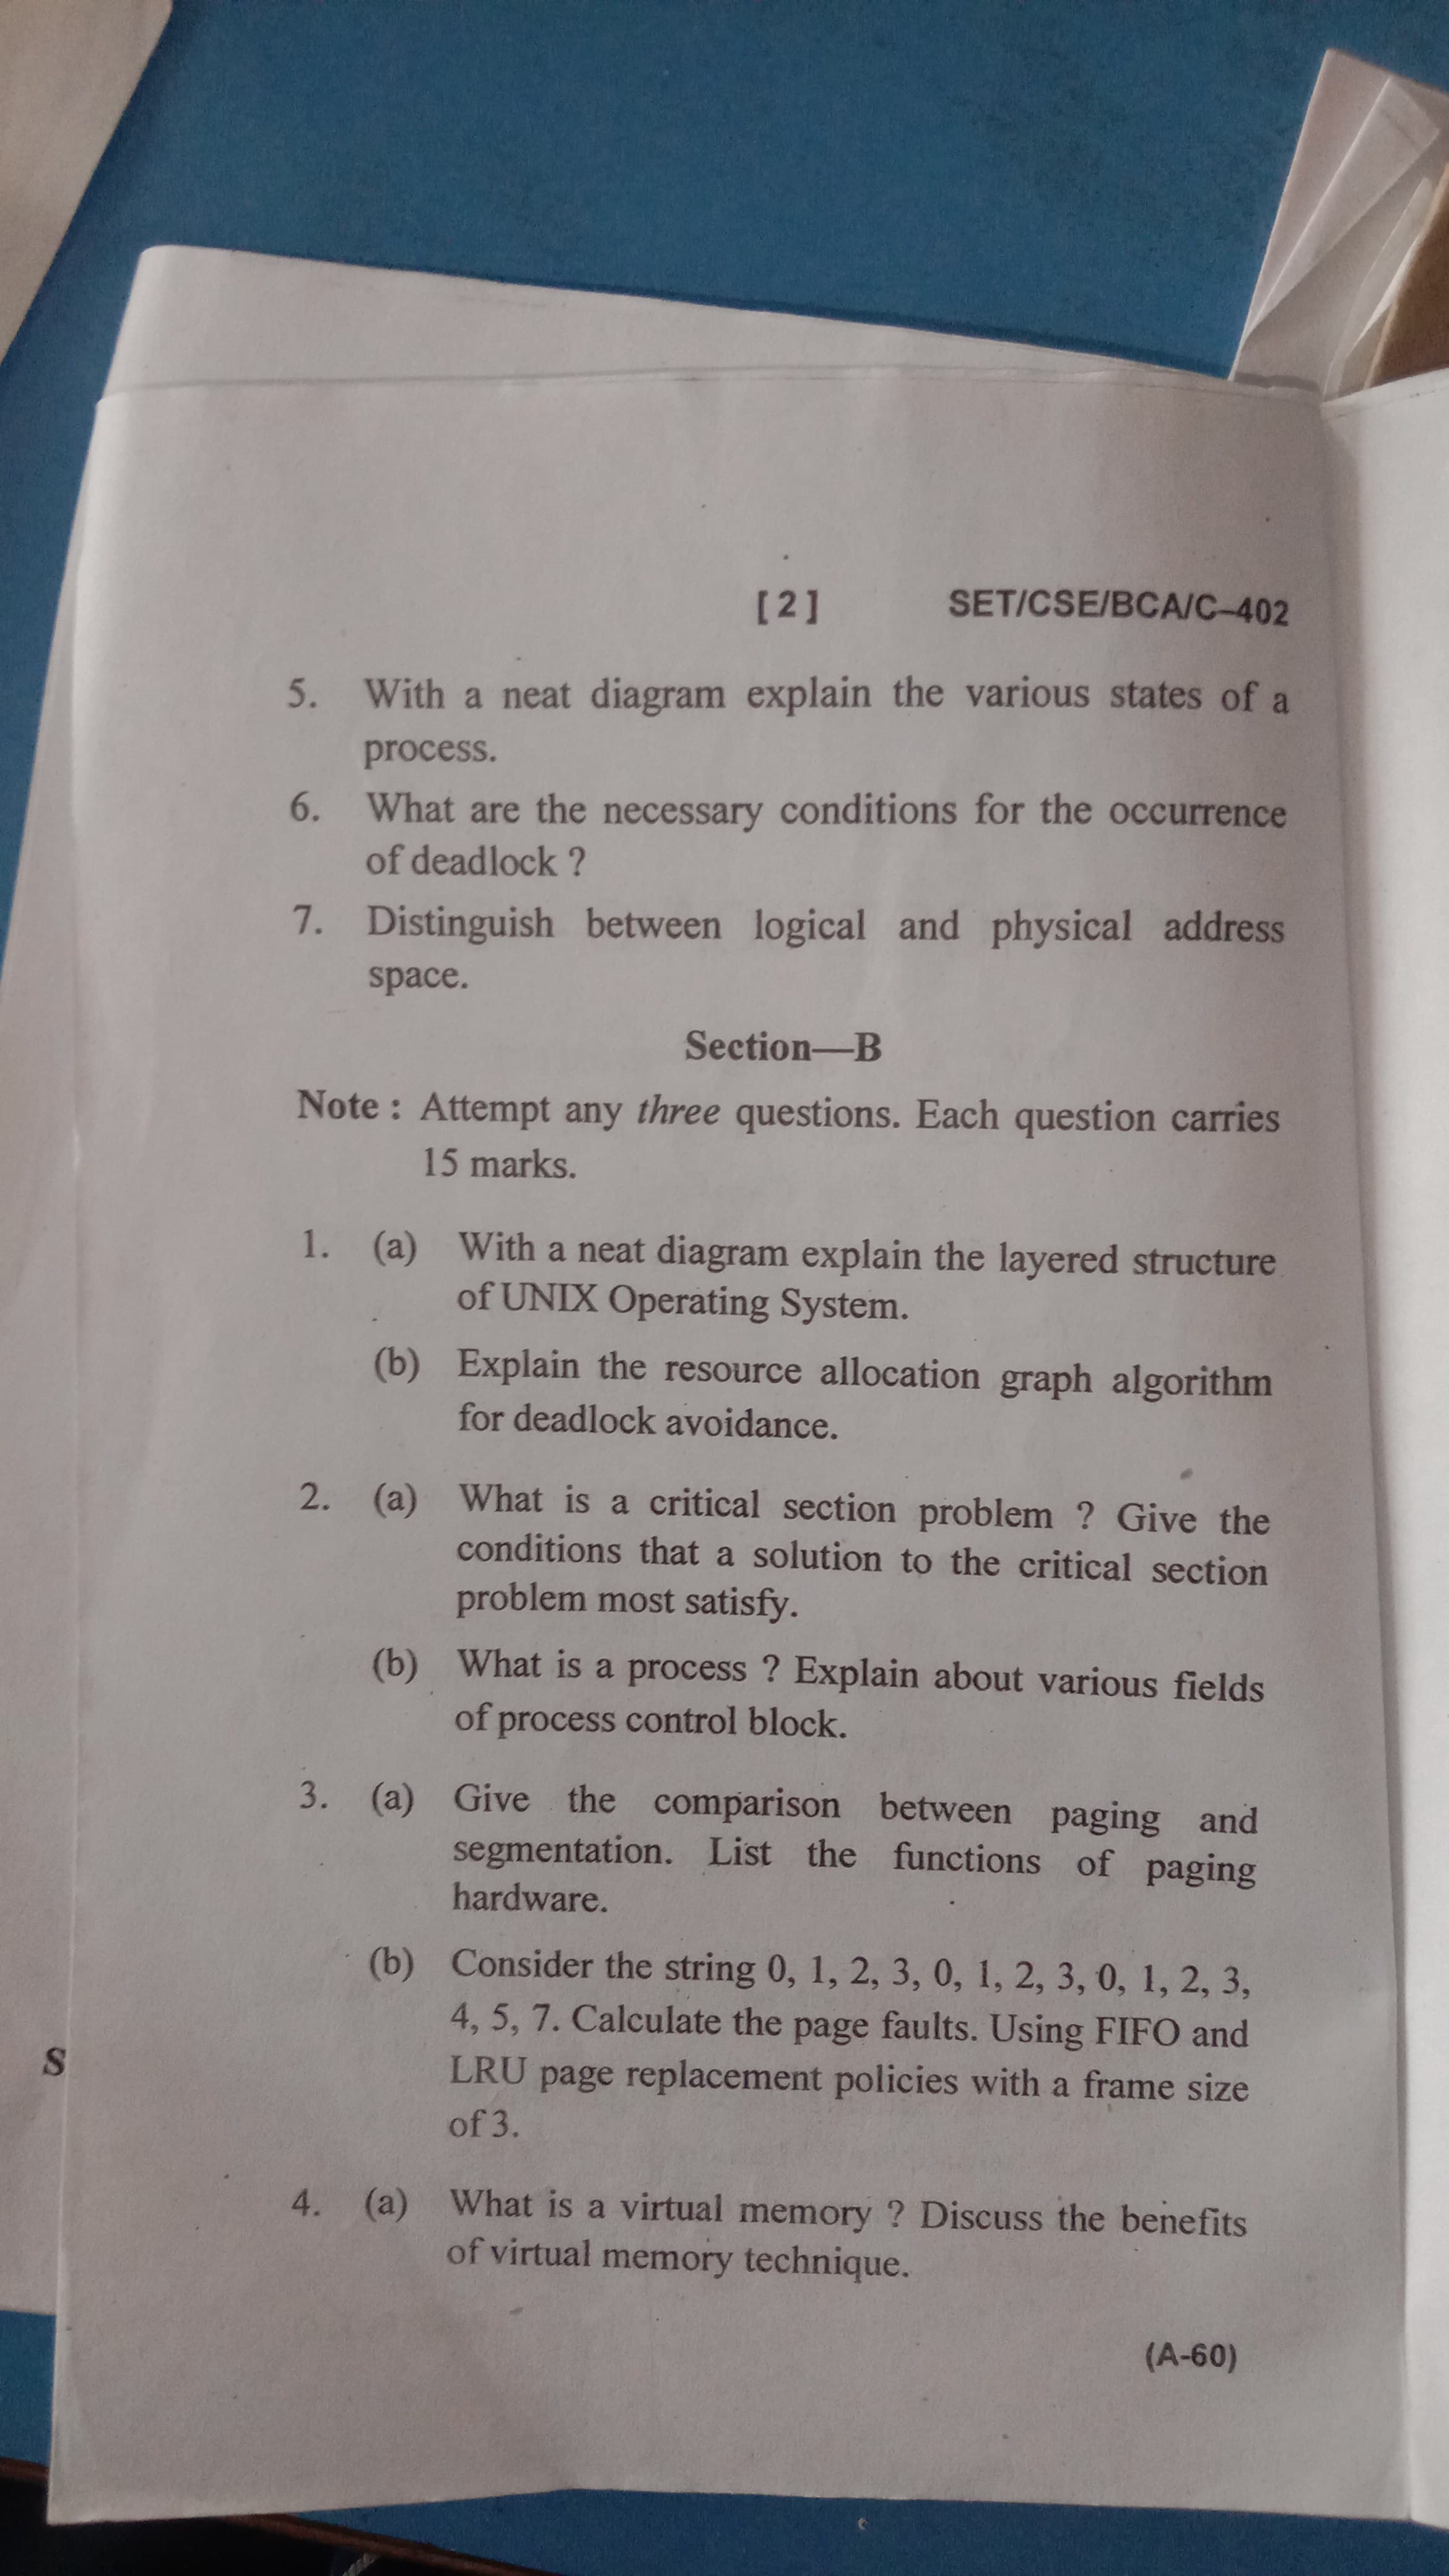 [ 2 ] SET/CSE/BCA/C–402
5. With a neat diagram explain the various states of a
process.
6. What are the necessary conditions for the occurrence
of deadlock ?
7. Distinguish between logical and physical address
space.
Section—B
Note : Attempt any three questions. Each question carries
15 marks.
1. (a) With a neat diagram explain the layered structure
of UNIX Operating System.
(b) Explain the resource allocation graph algorithm
for deadlock avoidance.
2. (a) What is a critical section problem ? Give the
conditions that a solution to the critical section
problem most satisfy.
(b) What is a process ? Explain about various fields
of process control block.
3. (a) Give the comparison between paging and
segmentation. List the functions of paging
hardware.
(b) Consider the string 0, 1, 2, 3, 0, 1, 2, 3, 0, 1, 2, 3,
4, 5, 7. Calculate the page faults. Using FIFO and
LRU page replacement policies with a frame size
of 3.
S
4. (a) What is a virtual memory ? Discuss the benefits
of virtual memory technique.
(A-60)